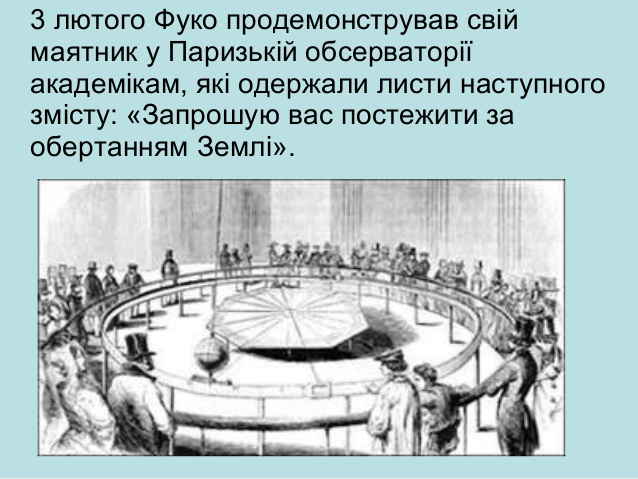 3 лютого Фуко продемонстрував свій
маятник у Паризькій обсерваторії
академікам, які одержали листи наступного
змісту: «Запрошую вас постежити за
обертанням Землі».